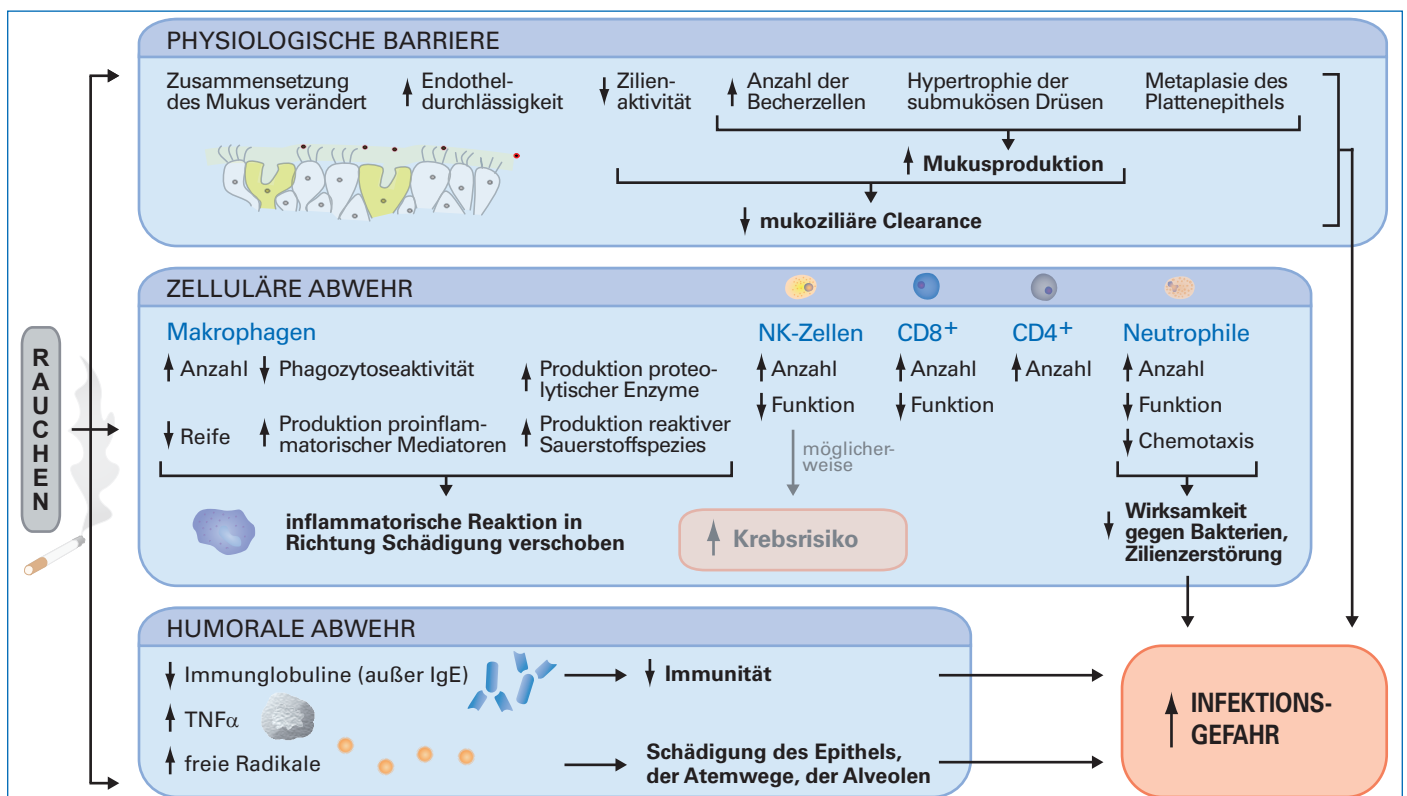 PHYSIOLOGISCHE BARRIERE
Zusammensetzung
des Mukus verändert
↑ Endothel-
durchlässigkeit
↓ Zilien-
aktivität
↑ Anzahl der
Becherzellen
Hypertrophie der
submukösen Drüsen
Metaplasie des
Plattenepithels
↑ Mukusproduktion
↓ mukoziliäre Clearance
RAUCHEN
ZELLULÄRE ABWEHR
Makrophagen
↑ Anzahl
↓ Phagozytoseaktivität
↑ Produktion proteo-
lytischer Enzyme
↓ Reife
↑ Produktion proinflam-
matorischer Mediatoren
↑ Produktion reaktiver
Sauerstoffspezies
inflammatorische Reaktion in
Richtung Schädigung verschoben
NK-Zellen
↑ Anzahl
↓ Funktion
möglicher-
weise
↑ Krebsrisiko
CD8+
↑ Anzahl
↓ Funktion
CD4+
↑ Anzahl
Neutrophile
↑ Anzahl
↓ Funktion
↓ Chemotaxis
↓ Wirksamkeit
gegen Bakterien,
Zilienzerstörung
HUMORALE ABWEHR
↓ Immunglobuline (außer IgE)
↓ Immunität
↑ TNFα
↑ freie Radikale
Schädigung des Epithels,
der Atemwege, der Alveolen
↑ INFEKTIONS-
GEFAHR